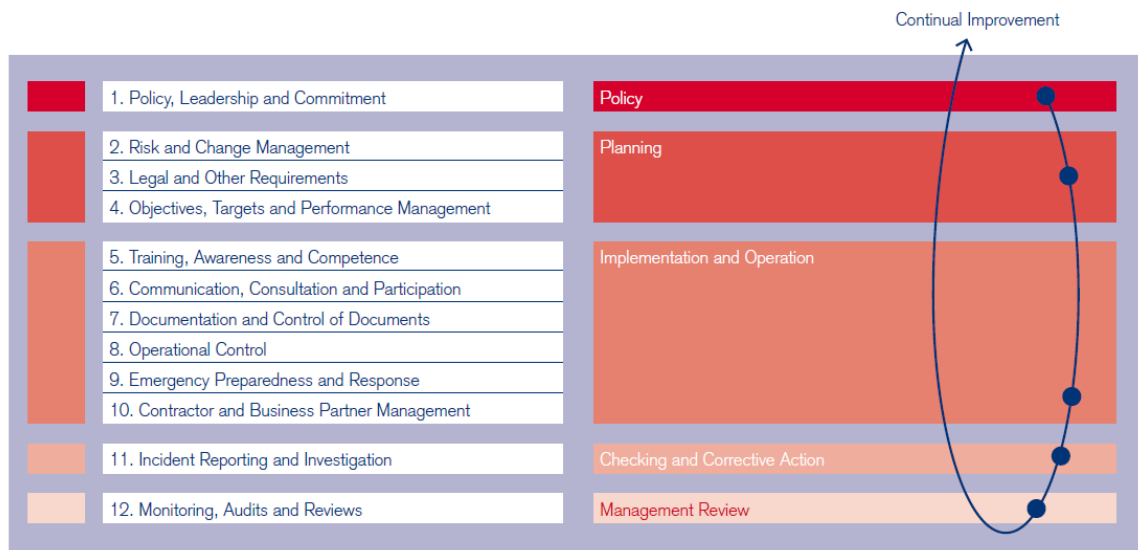 Continual Improvement
1. Policy, Leadership and Commitment
Policy
2. Risk and Change Management
Planning
3. Legal and Other Requirements
4. Objectives, Targets and Performance Management
5. Training, Awareness and Competence
Implementation and Operation
6. Communication, Consultation and Participation
7. Documentation and Control of Documents
8. Operational Control
9. Emergency Preparedness and Response
10. Contractor and Business Partner Management
11. Incident Reporting and Investigation
Checking and Corrective Action
12. Monitoring, Audits and Reviews
Management Review